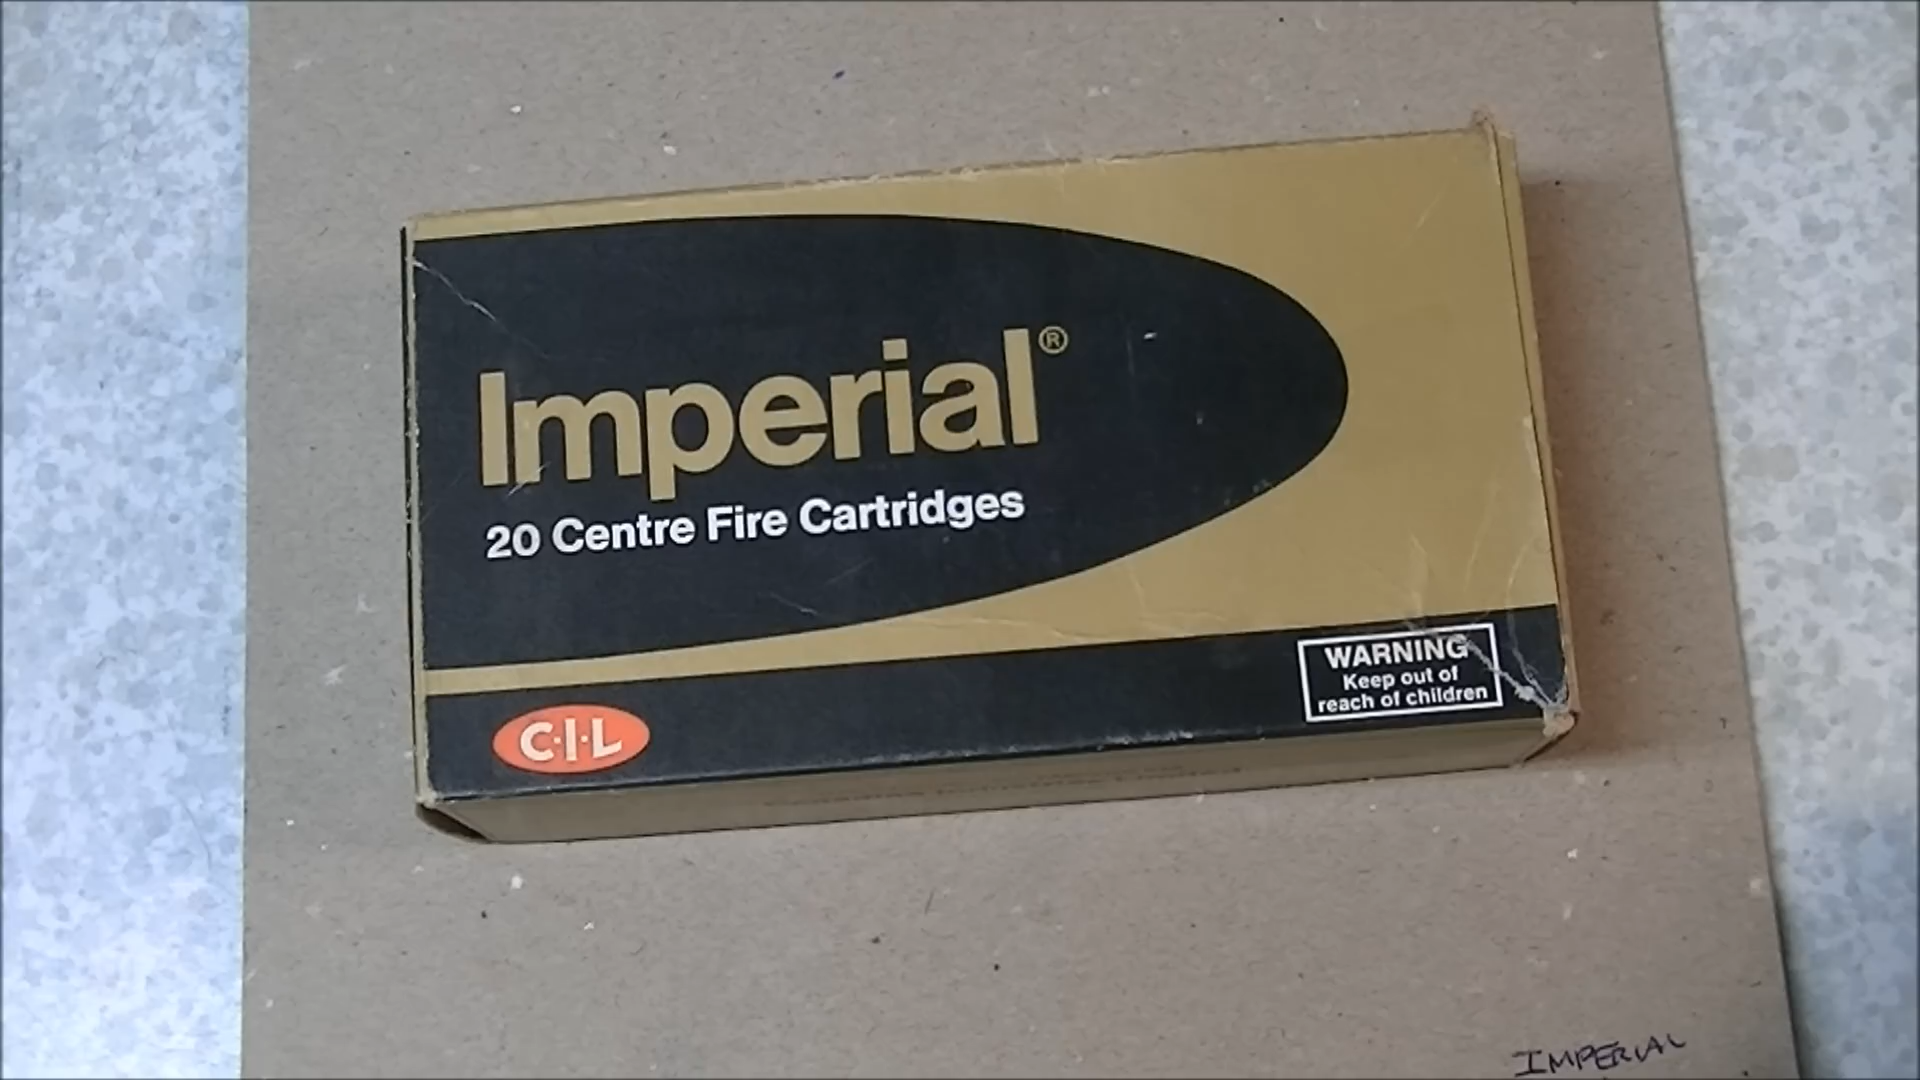 Imperial®
20 Centre Fire Cartridges
WARNING
Keep out of
reach of children
C·I·L
IMPERIAL